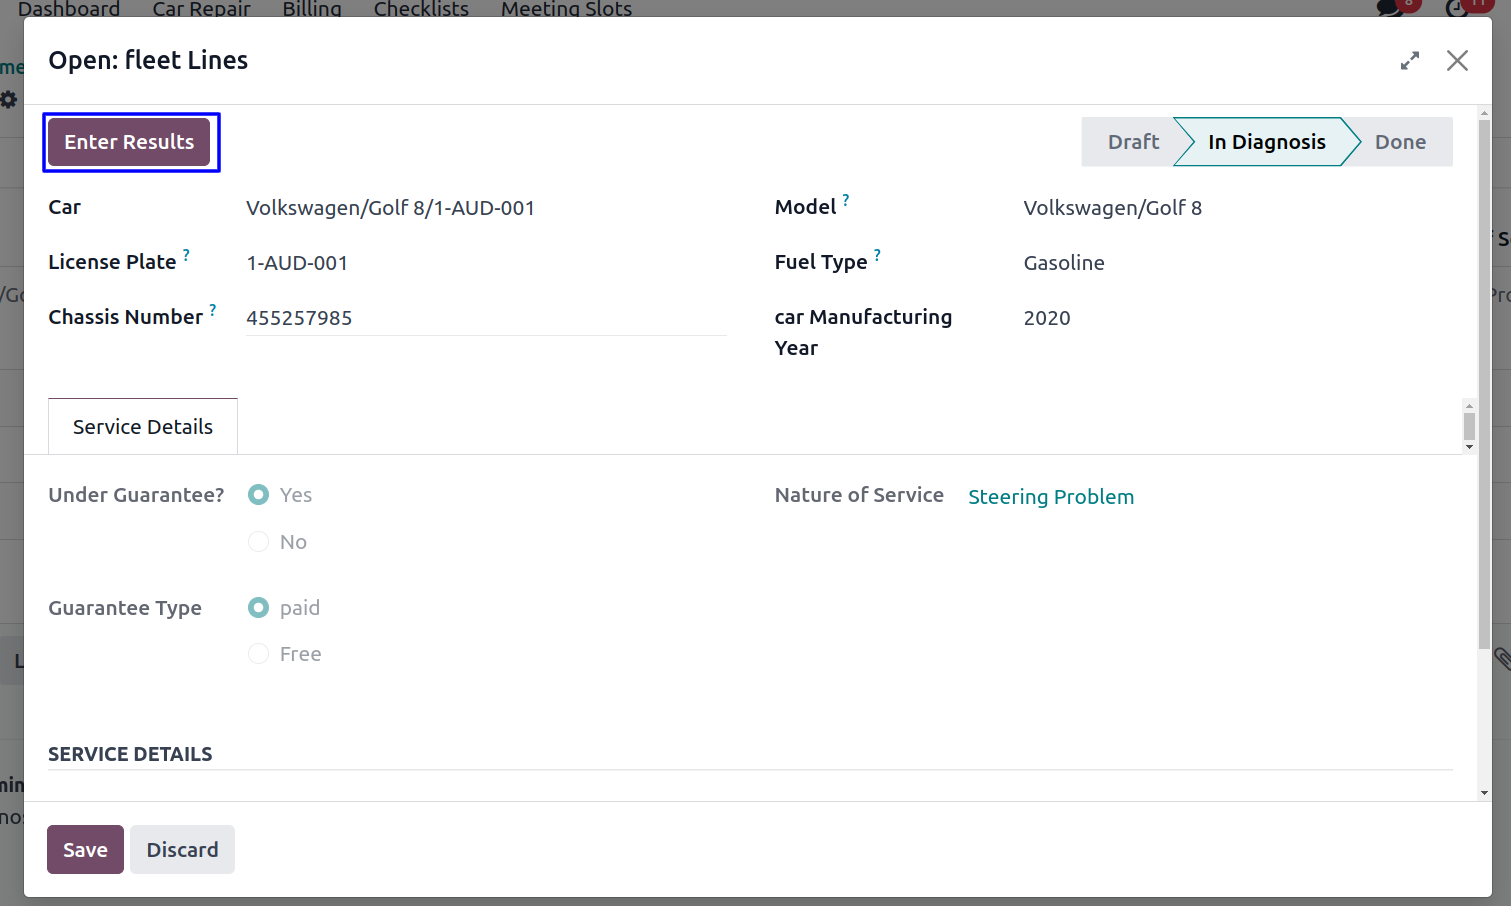 Dashboard Car Repair Billing Checklists Meeting Slots 8 11
Open: fleet Lines
Enter Results
Draft In Diagnosis Done
Car Volkswagen/Golf 8/1-AUD-001 Model ? Volkswagen/Golf 8
License Plate ? 1-AUD-001 Fuel Type ? Gasoline
Chassis Number ? 455257985 car Manufacturing 2020
Year
Service Details
Under Guarantee? Yes Nature of Service Steering Problem
No
Guarantee Type paid
Free
SERVICE DETAILS
Save Discard